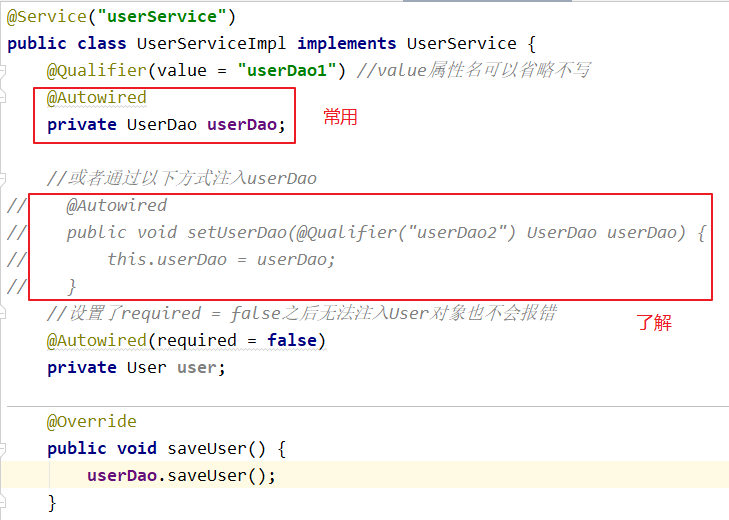 @Service("userService")
public class UserServiceImpl implements UserService {
@Qualifier(value = "userDao1") //value属性名可以省略不写
@Autowired
private UserDao userDao;
常用
//或者通过以下方式注入userDao
// @Autowired
// public void setUserDao(@Qualifier("userDao2") UserDao userDao) {
// this.userDao = userDao;
// }
//设置了required = false之后无法注入User对象也不会报错
了解
@Autowired(required = false)
private User user;
@Override
public void saveUser() {
userDao.saveUser();
}